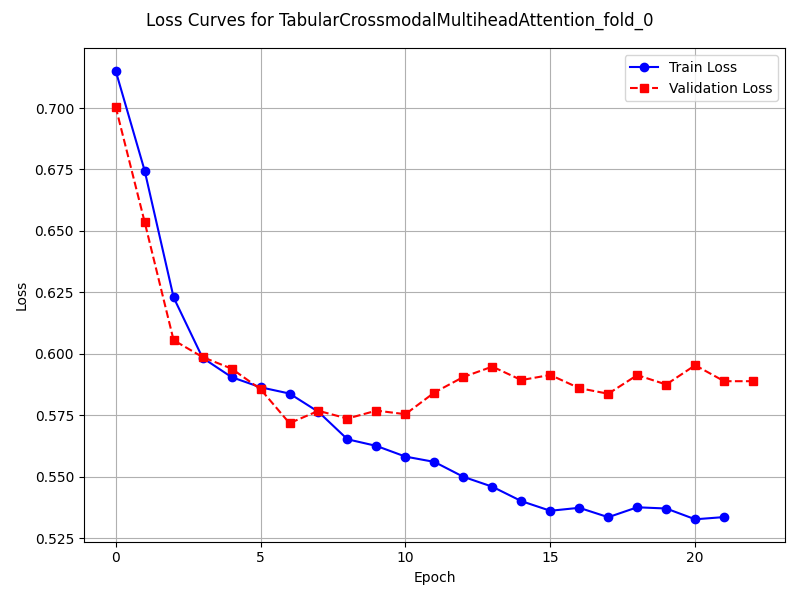 Loss Curves for TabularCrossmodalMultiheadAttention_fold_0
Train Loss
Validation Loss
0.700
0.675
0.650
0.625
0.600
0.575
0.550
0.525
Loss
0
5
10
15
20
Epoch